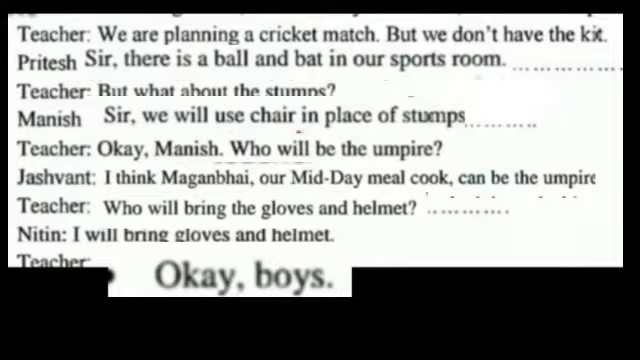 Teacher: We are planning a cricket match. But we don't have the kit.
Pritesh Sir, there is a ball and bat in our sports room. ................
Teacher: But what about the stumps?
Manish Sir, we will use chair in place of stumps...........
Teacher: Okay, Manish. Who will be the umpire?
Jashvant: I think Maganbhai, our Mid-Day meal cook, can be the umpire
Teacher: Who will bring the gloves and helmet? ............
Nitin: I will bring gloves and helmet.
Teacher:
Okay, boys.